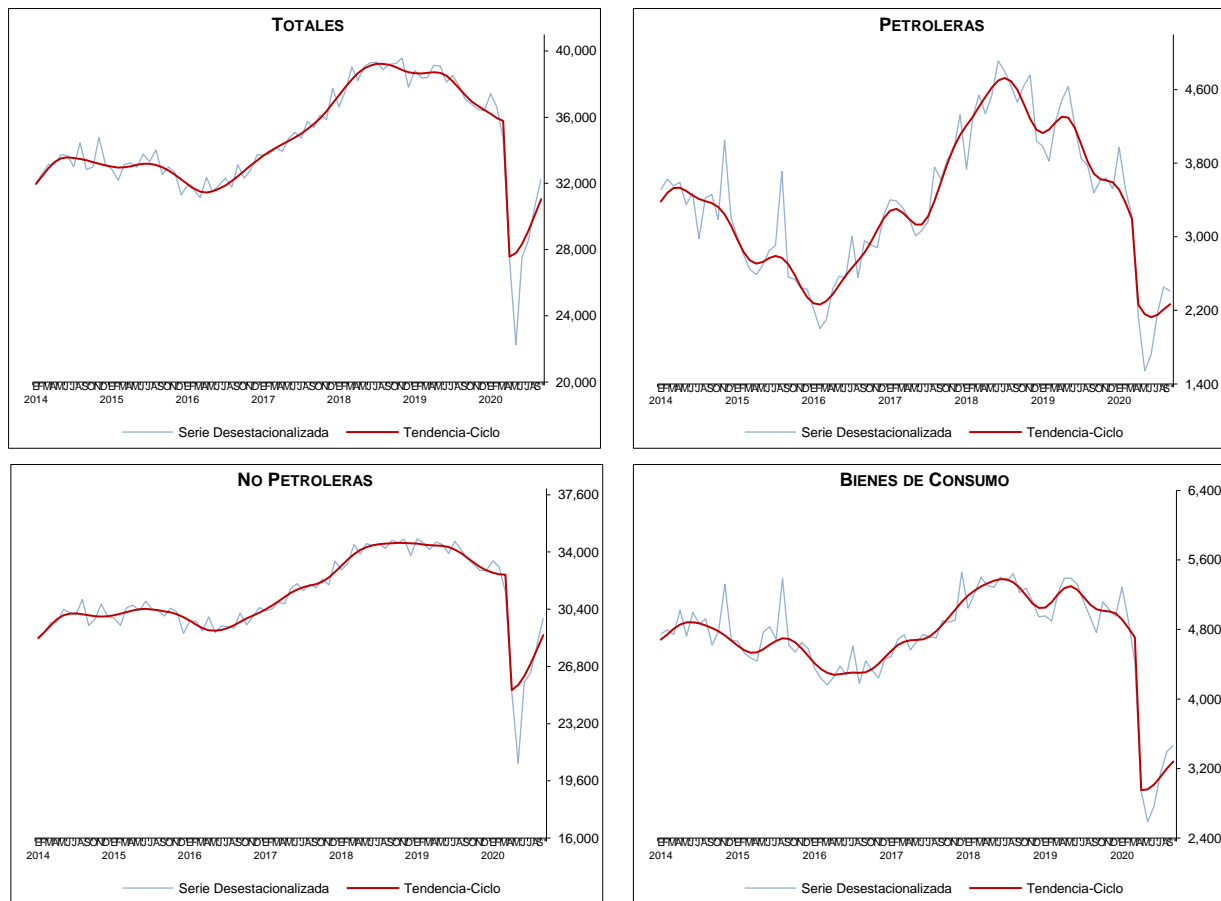 TOTALES
40,000
36,000
32,000
28,000
24,000
20,000
2014 2015 2016 2017 2018 2019 2020
Serie Desestacionalizada Tendencia-Ciclo
PETROLERAS
4,600
3,800
3,000
2,200
1,400
2014 2015 2016 2017 2018 2019 2020
Serie Desestacionalizada Tendencia-Ciclo
NO PETROLERAS
37,600
34,000
30,400
26,800
23,200
19,600
16,000
2014 2015 2016 2017 2018 2019 2020
Serie Desestacionalizada Tendencia-Ciclo
BIENES DE CONSUMO
6,400
5,600
4,800
4,000
3,200
2,400
2014 2015 2016 2017 2018 2019 2020
Serie Desestacionalizada Tendencia-Ciclo